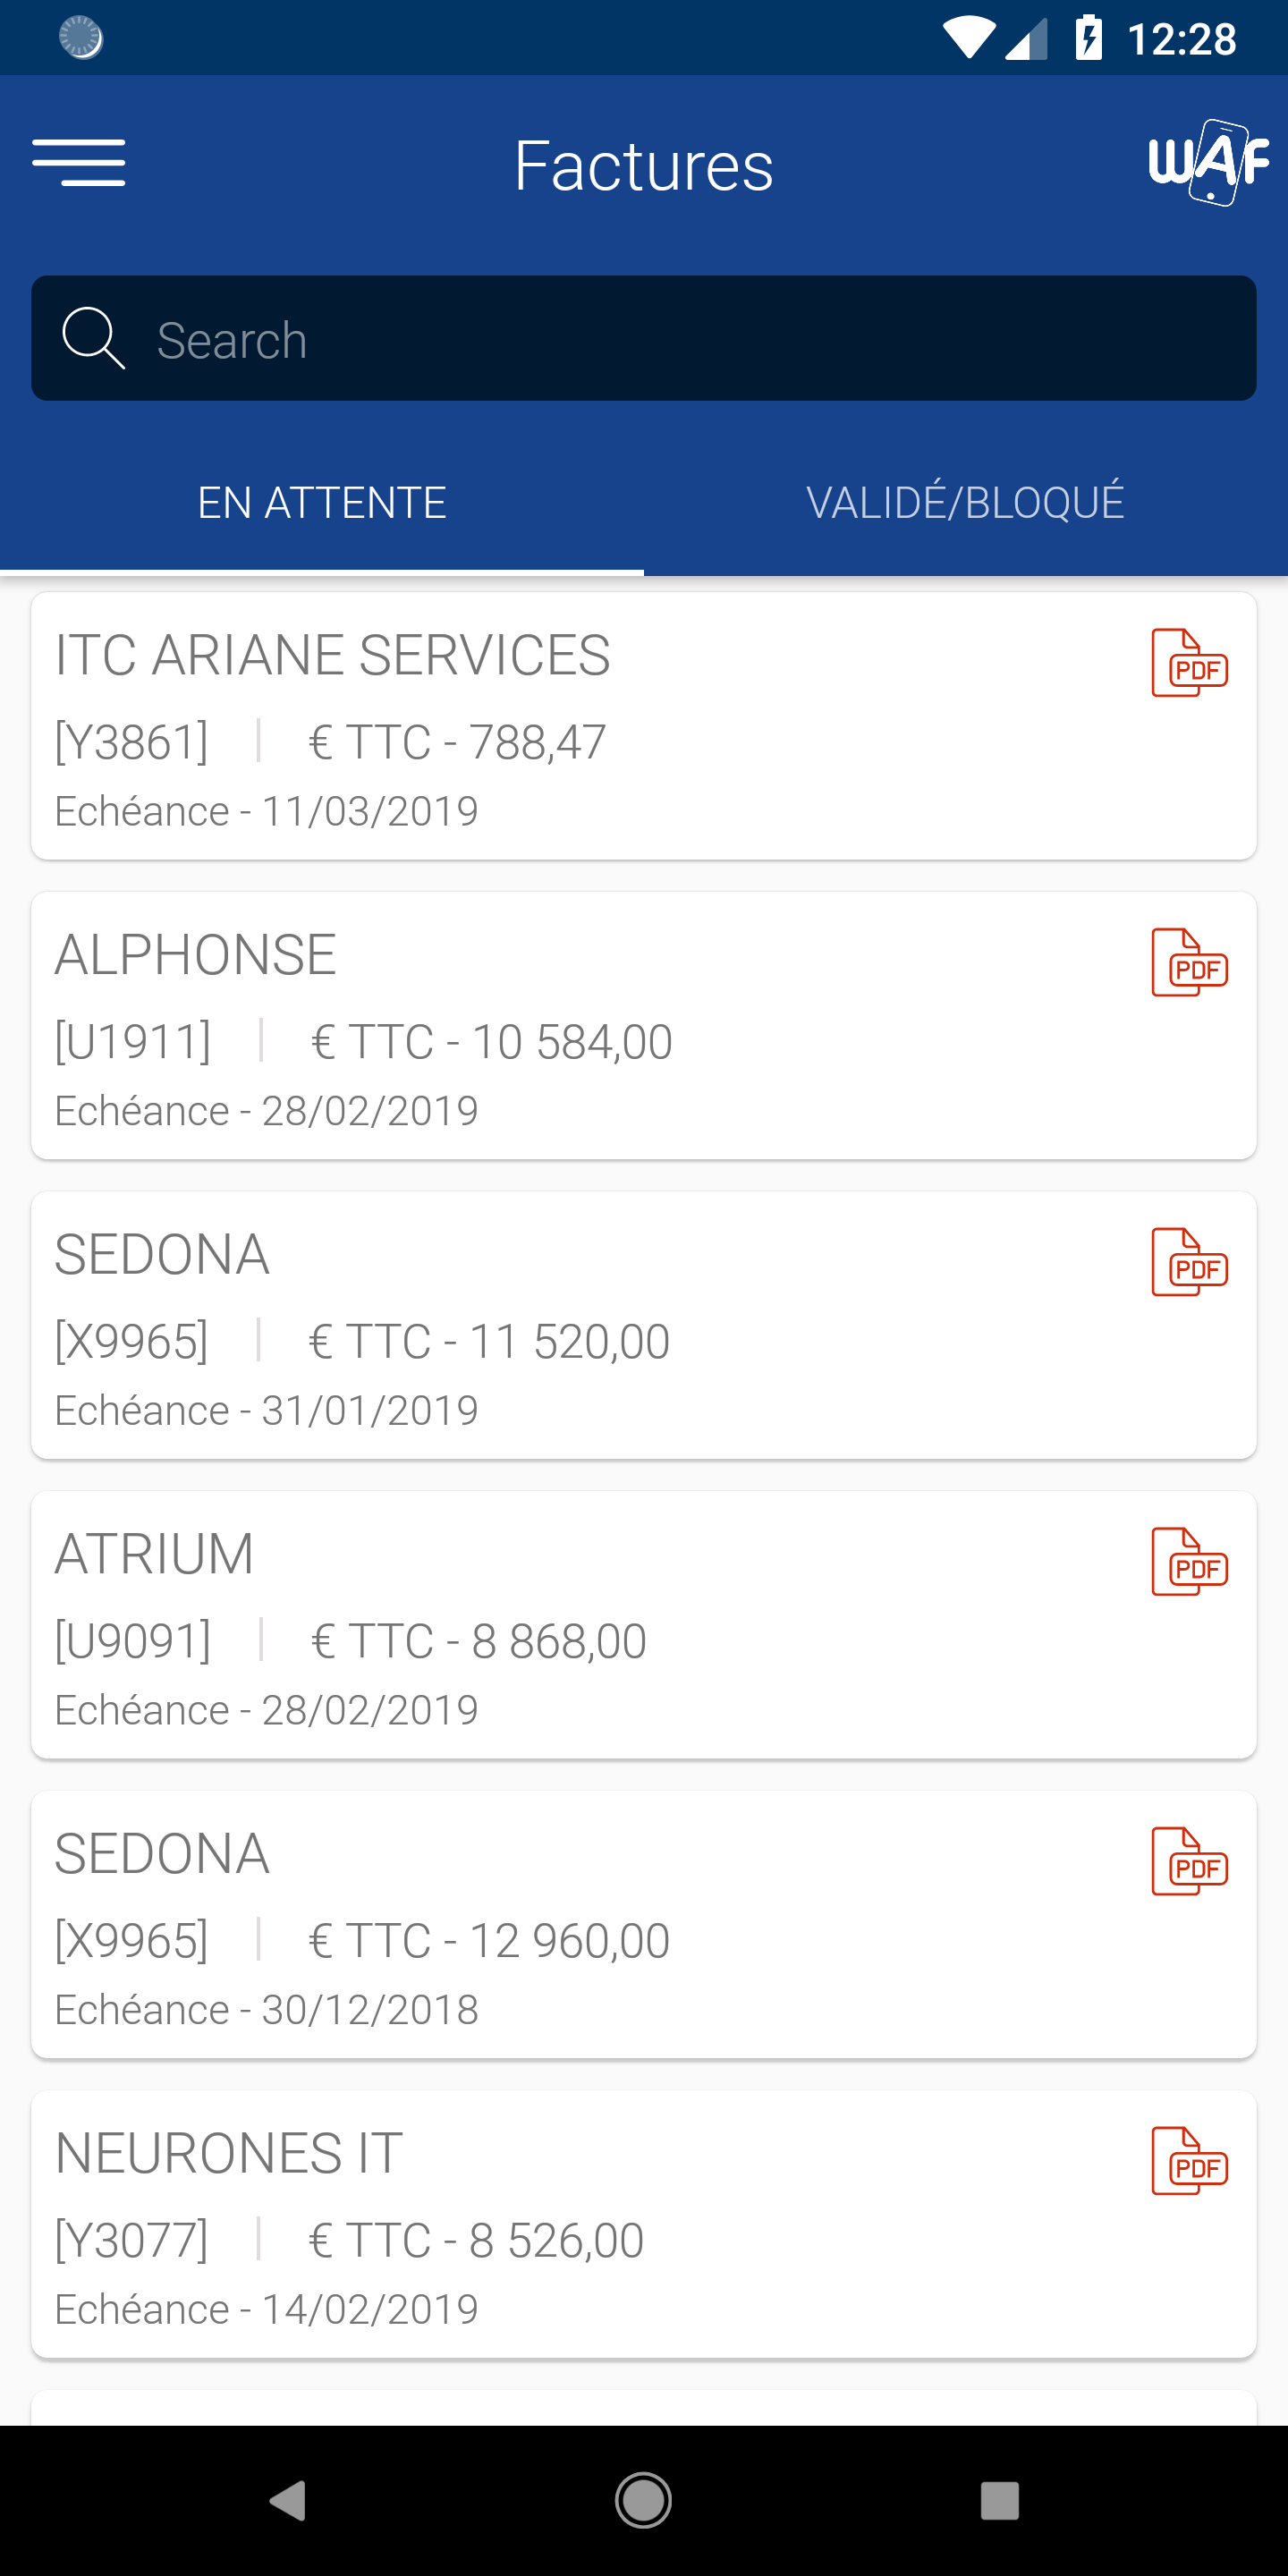 12:28
Factures
WAF
Search
EN ATTENTE
VALIDÉ/BLOQUÉ
ITC ARIANE SERVICES
PDF
[Y3861] | € TTC - 788,47
Echéance - 11/03/2019
ALPHONSE
PDF
[U1911] | € TTC - 10 584,00
Echéance - 28/02/2019
SEDONA
PDF
[X9965] | € TTC - 11 520,00
Echéance - 31/01/2019
ATRIUM
PDF
[U9091] | € TTC - 8 868,00
Echéance - 28/02/2019
SEDONA
PDF
[X9965] | € TTC - 12 960,00
Echéance - 30/12/2018
NEURONES IT
PDF
[Y3077] | € TTC - 8 526,00
Echéance - 14/02/2019